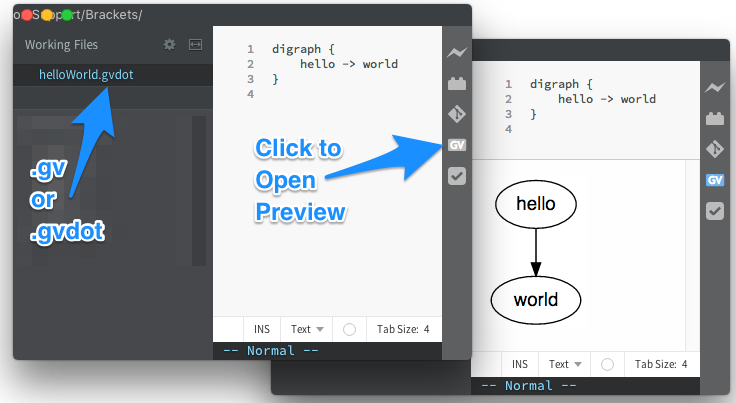 Support/Brackets/
Working Files
helloWorld.gvdot
.gv
or
.gvdot
1 digraph {
2 hello -> world
3 }
4
Click to
Open
Preview
GV
INS Text Tab Size: 4
-- Normal --
1 digraph {
2 hello -> world
3 }
4
GV
hello
world
INS Text Tab Size: 4
-- Normal --